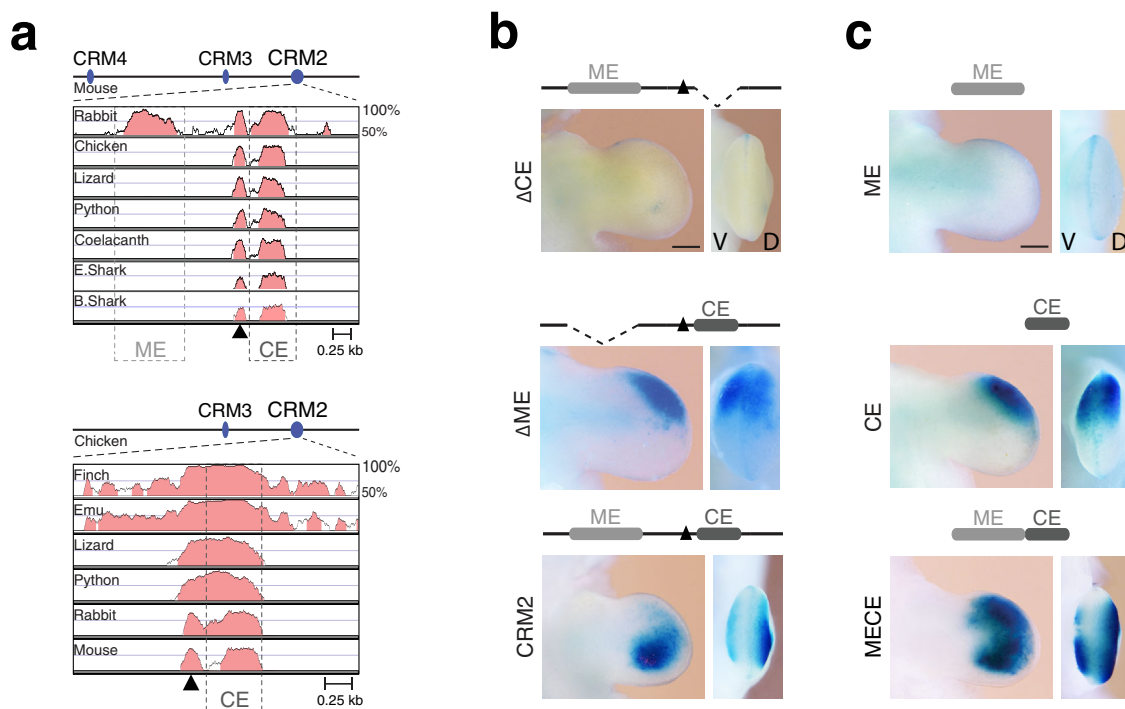 a
CRM4 CRM3 CRM2
Mouse
Rabbit 100%
50%
Chicken
Lizard
Python
Coelacanth
E.Shark
B.Shark
ME CE 0.25 kb
CRM3 CRM2
Chicken
Finch 100%
50%
Emu
Lizard
Python
Rabbit
Mouse
CE 0.25 kb
b
ME
ΔCE
V D
CE
ΔME
ME CE
CRM2
c
ME
ME
V D
CE
CE
ME CE
MECE